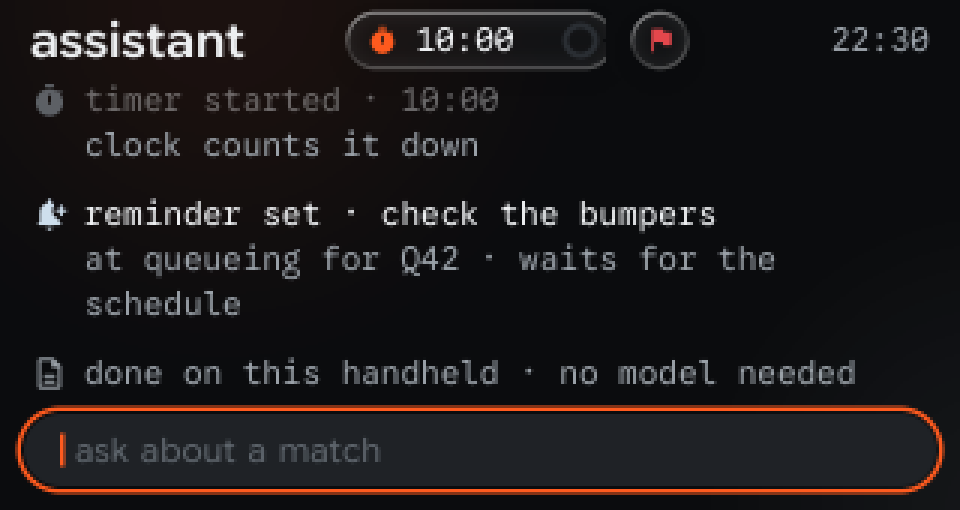 assistant
10:00
22:30
timer started · 10:00
clock counts it down
reminder set · check the bumpers
at queueing for Q42 · waits for the
schedule
done on this handheld · no model needed
ask about a match